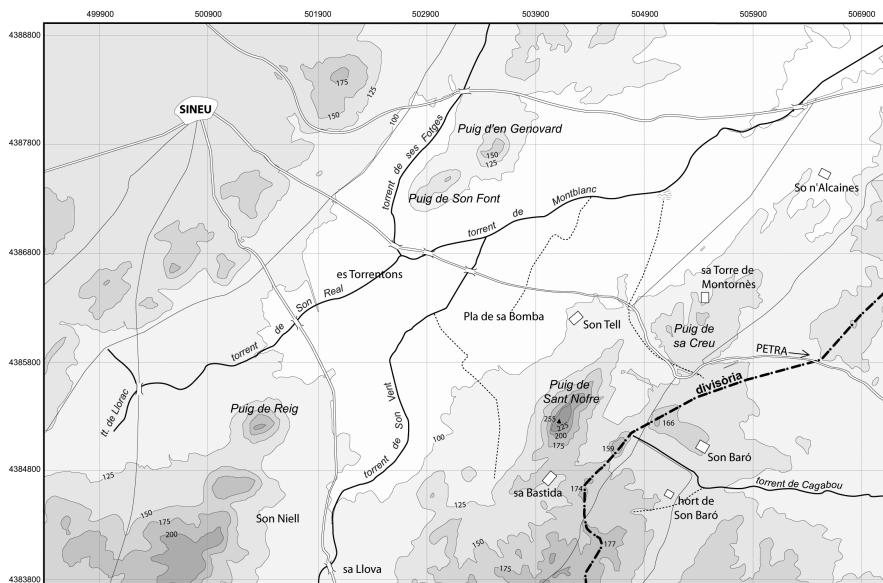 499900 500900 501900 502900 503900 504900 505900 506900
4388800
175
125
150
SINEU
100
torrent de ses Fotges
Puig d'en Genovard
4387800
150
125
So n'Alcaines
Puig de Son Font
torrent de Montblanc
4386800
es Torrentons
sa Torre de
Montornès
torrent de Son Real
Pla de sa Bomba
Son Tell
Puig de
sa Creu
PETRA
4385800
divisòria
tt. de Llorac
Puig de Reig
Puig de
Sant Nofre
torrent de Son Vent
255
225
200
175
166
100
159
Son Baró
4384800
125
torrent de Cagabou
sa Bastida
174
hort de
Son Baró
125
150
175
200
Son Niell
150
175
177
sa Llova
4383800